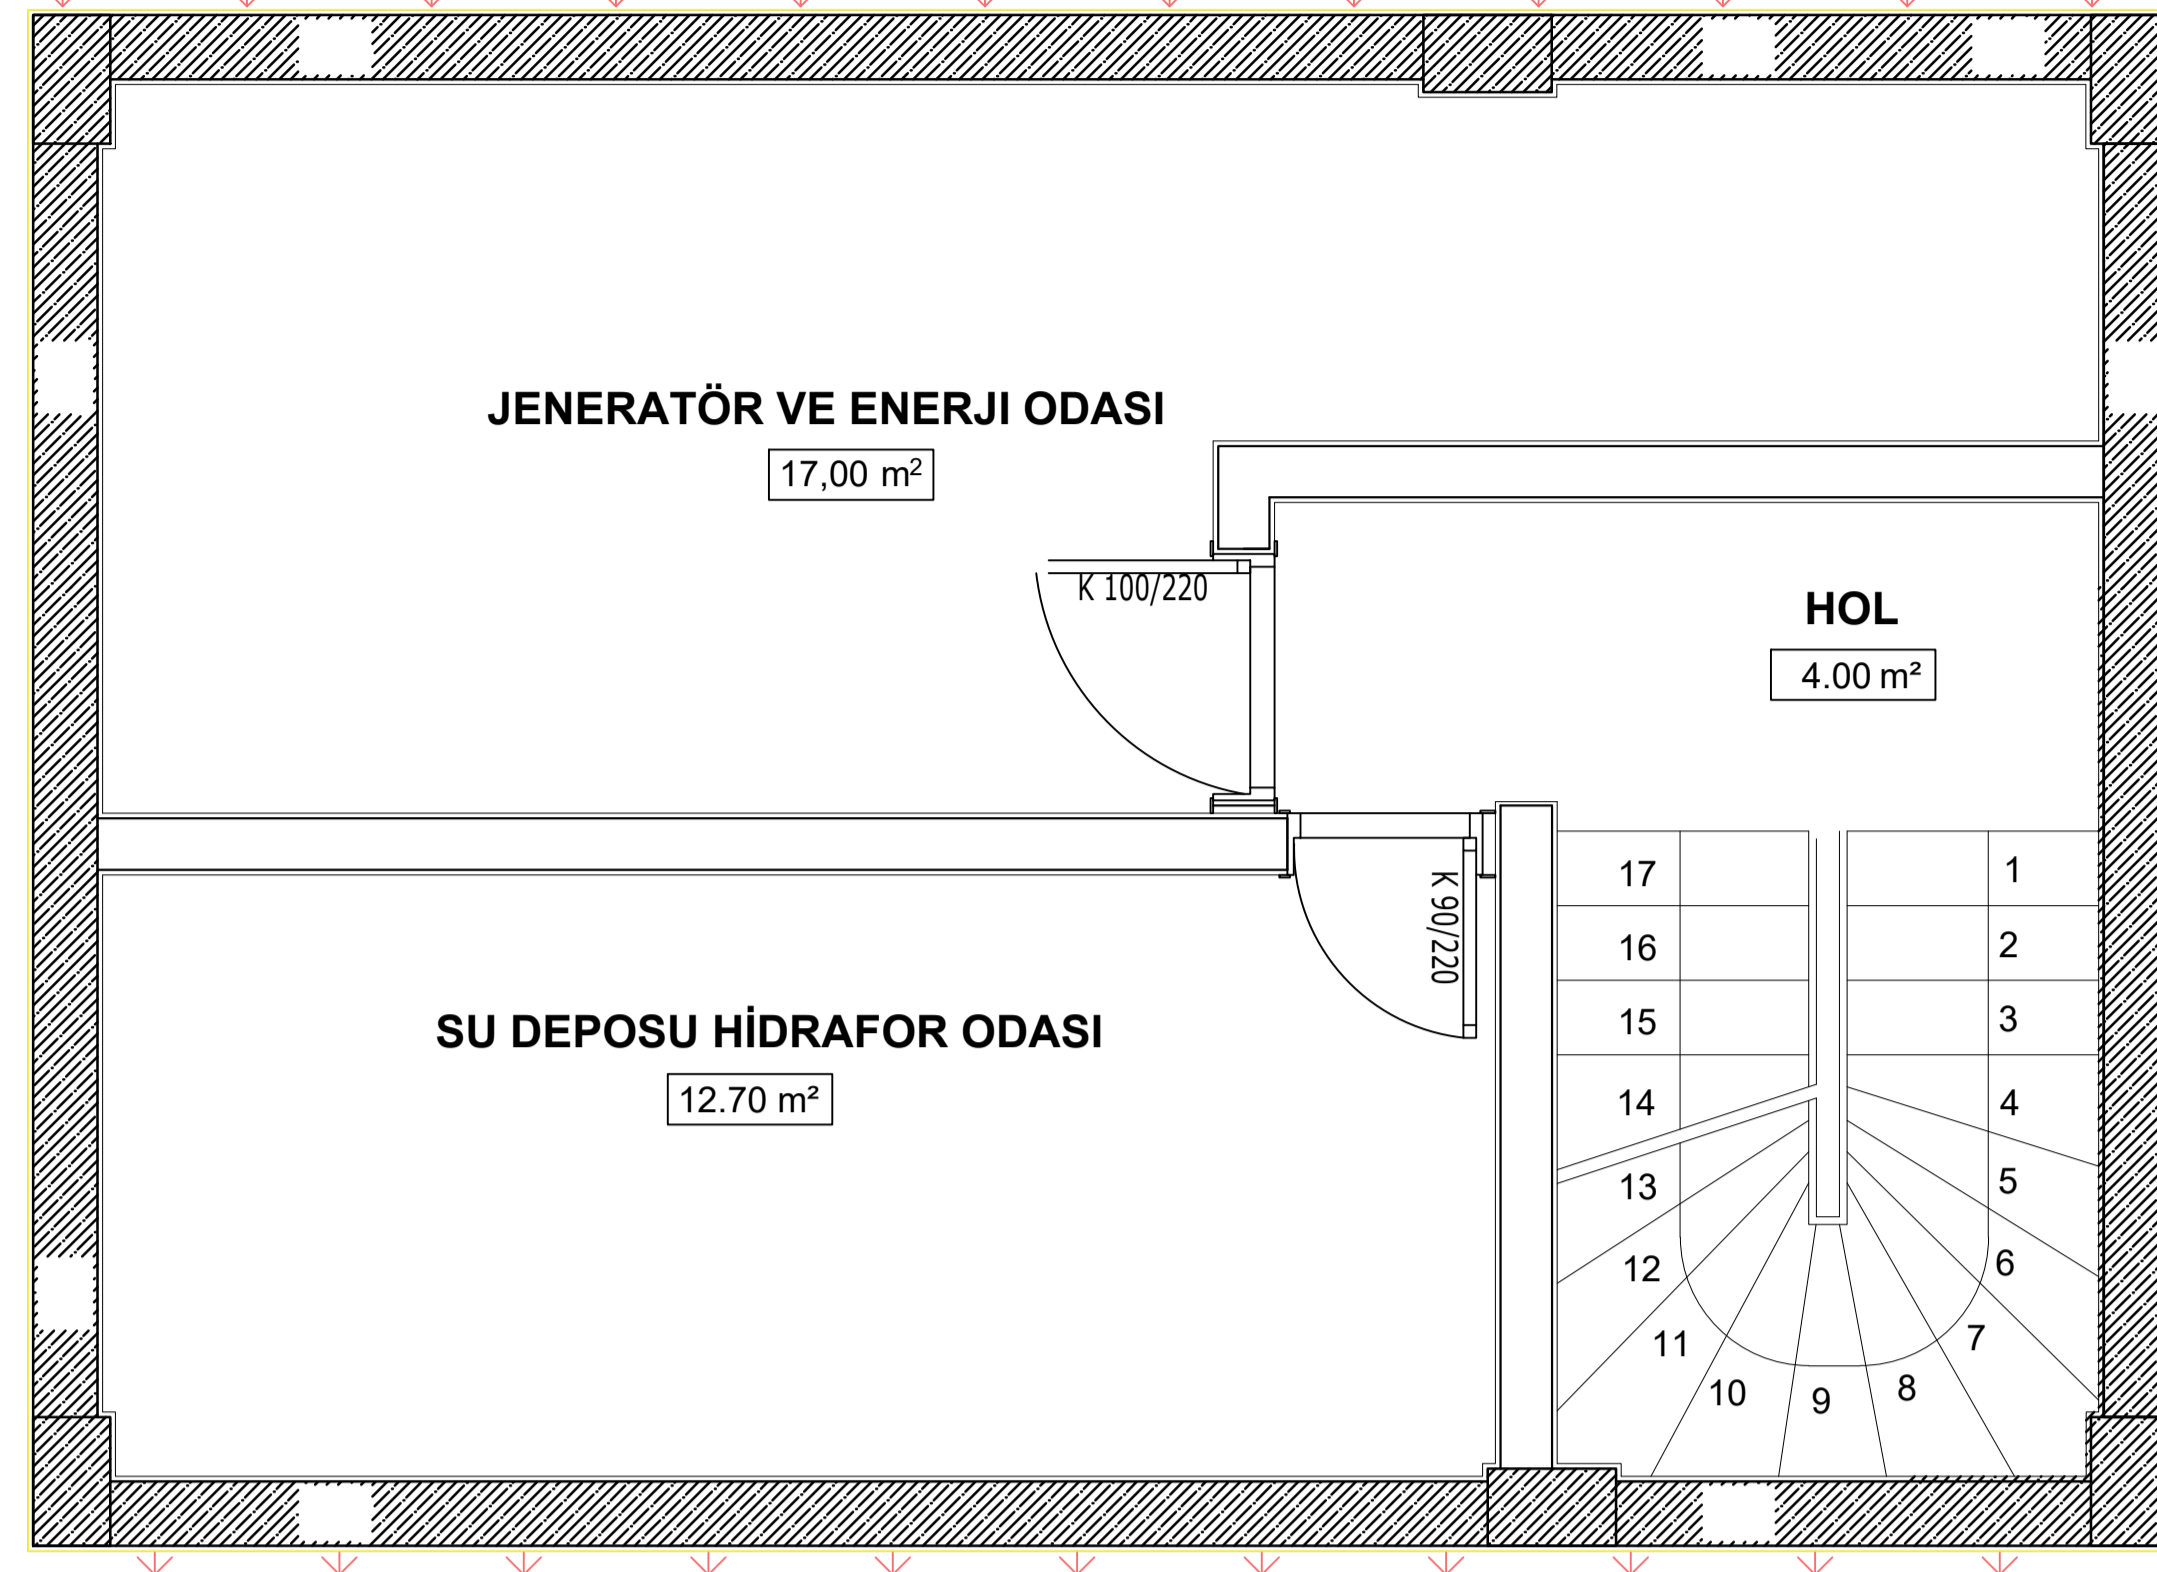 JENERATÖR VE ENERJI ODASI
17,00 m²
K 100/220
HOL
4.00 m²
K 90/220
SU DEPOSU HİDRAFOR ODASI
12.70 m²
17
16
15
14
13
12
11
10
9
8
7
6
5
4
3
2
1